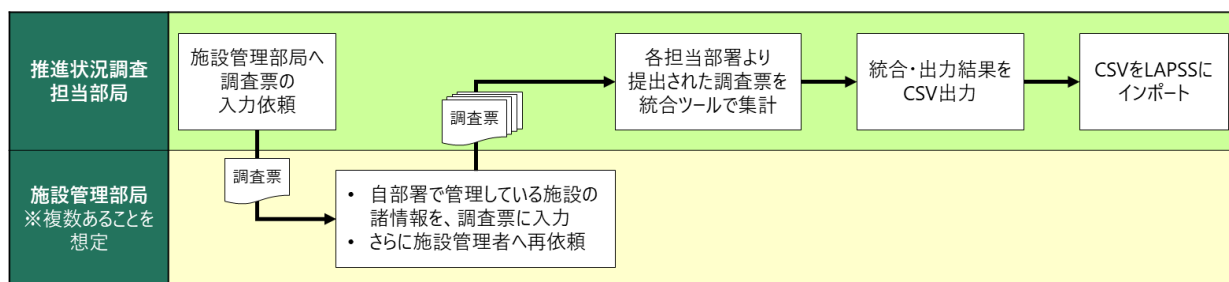 推進状況調査
担当部局
施設管理部局へ
調査票の
入力依頼
調査票
各担当部署より
提出された調査票を
統合ツールで集計
統合・出力結果を
CSV出力
CSVをLAPSSに
インポート
施設管理部局
※複数あることを
想定
調査票
• 自部署で管理している施設の
諸情報を、調査票に入力
• さらに施設管理者へ再依頼